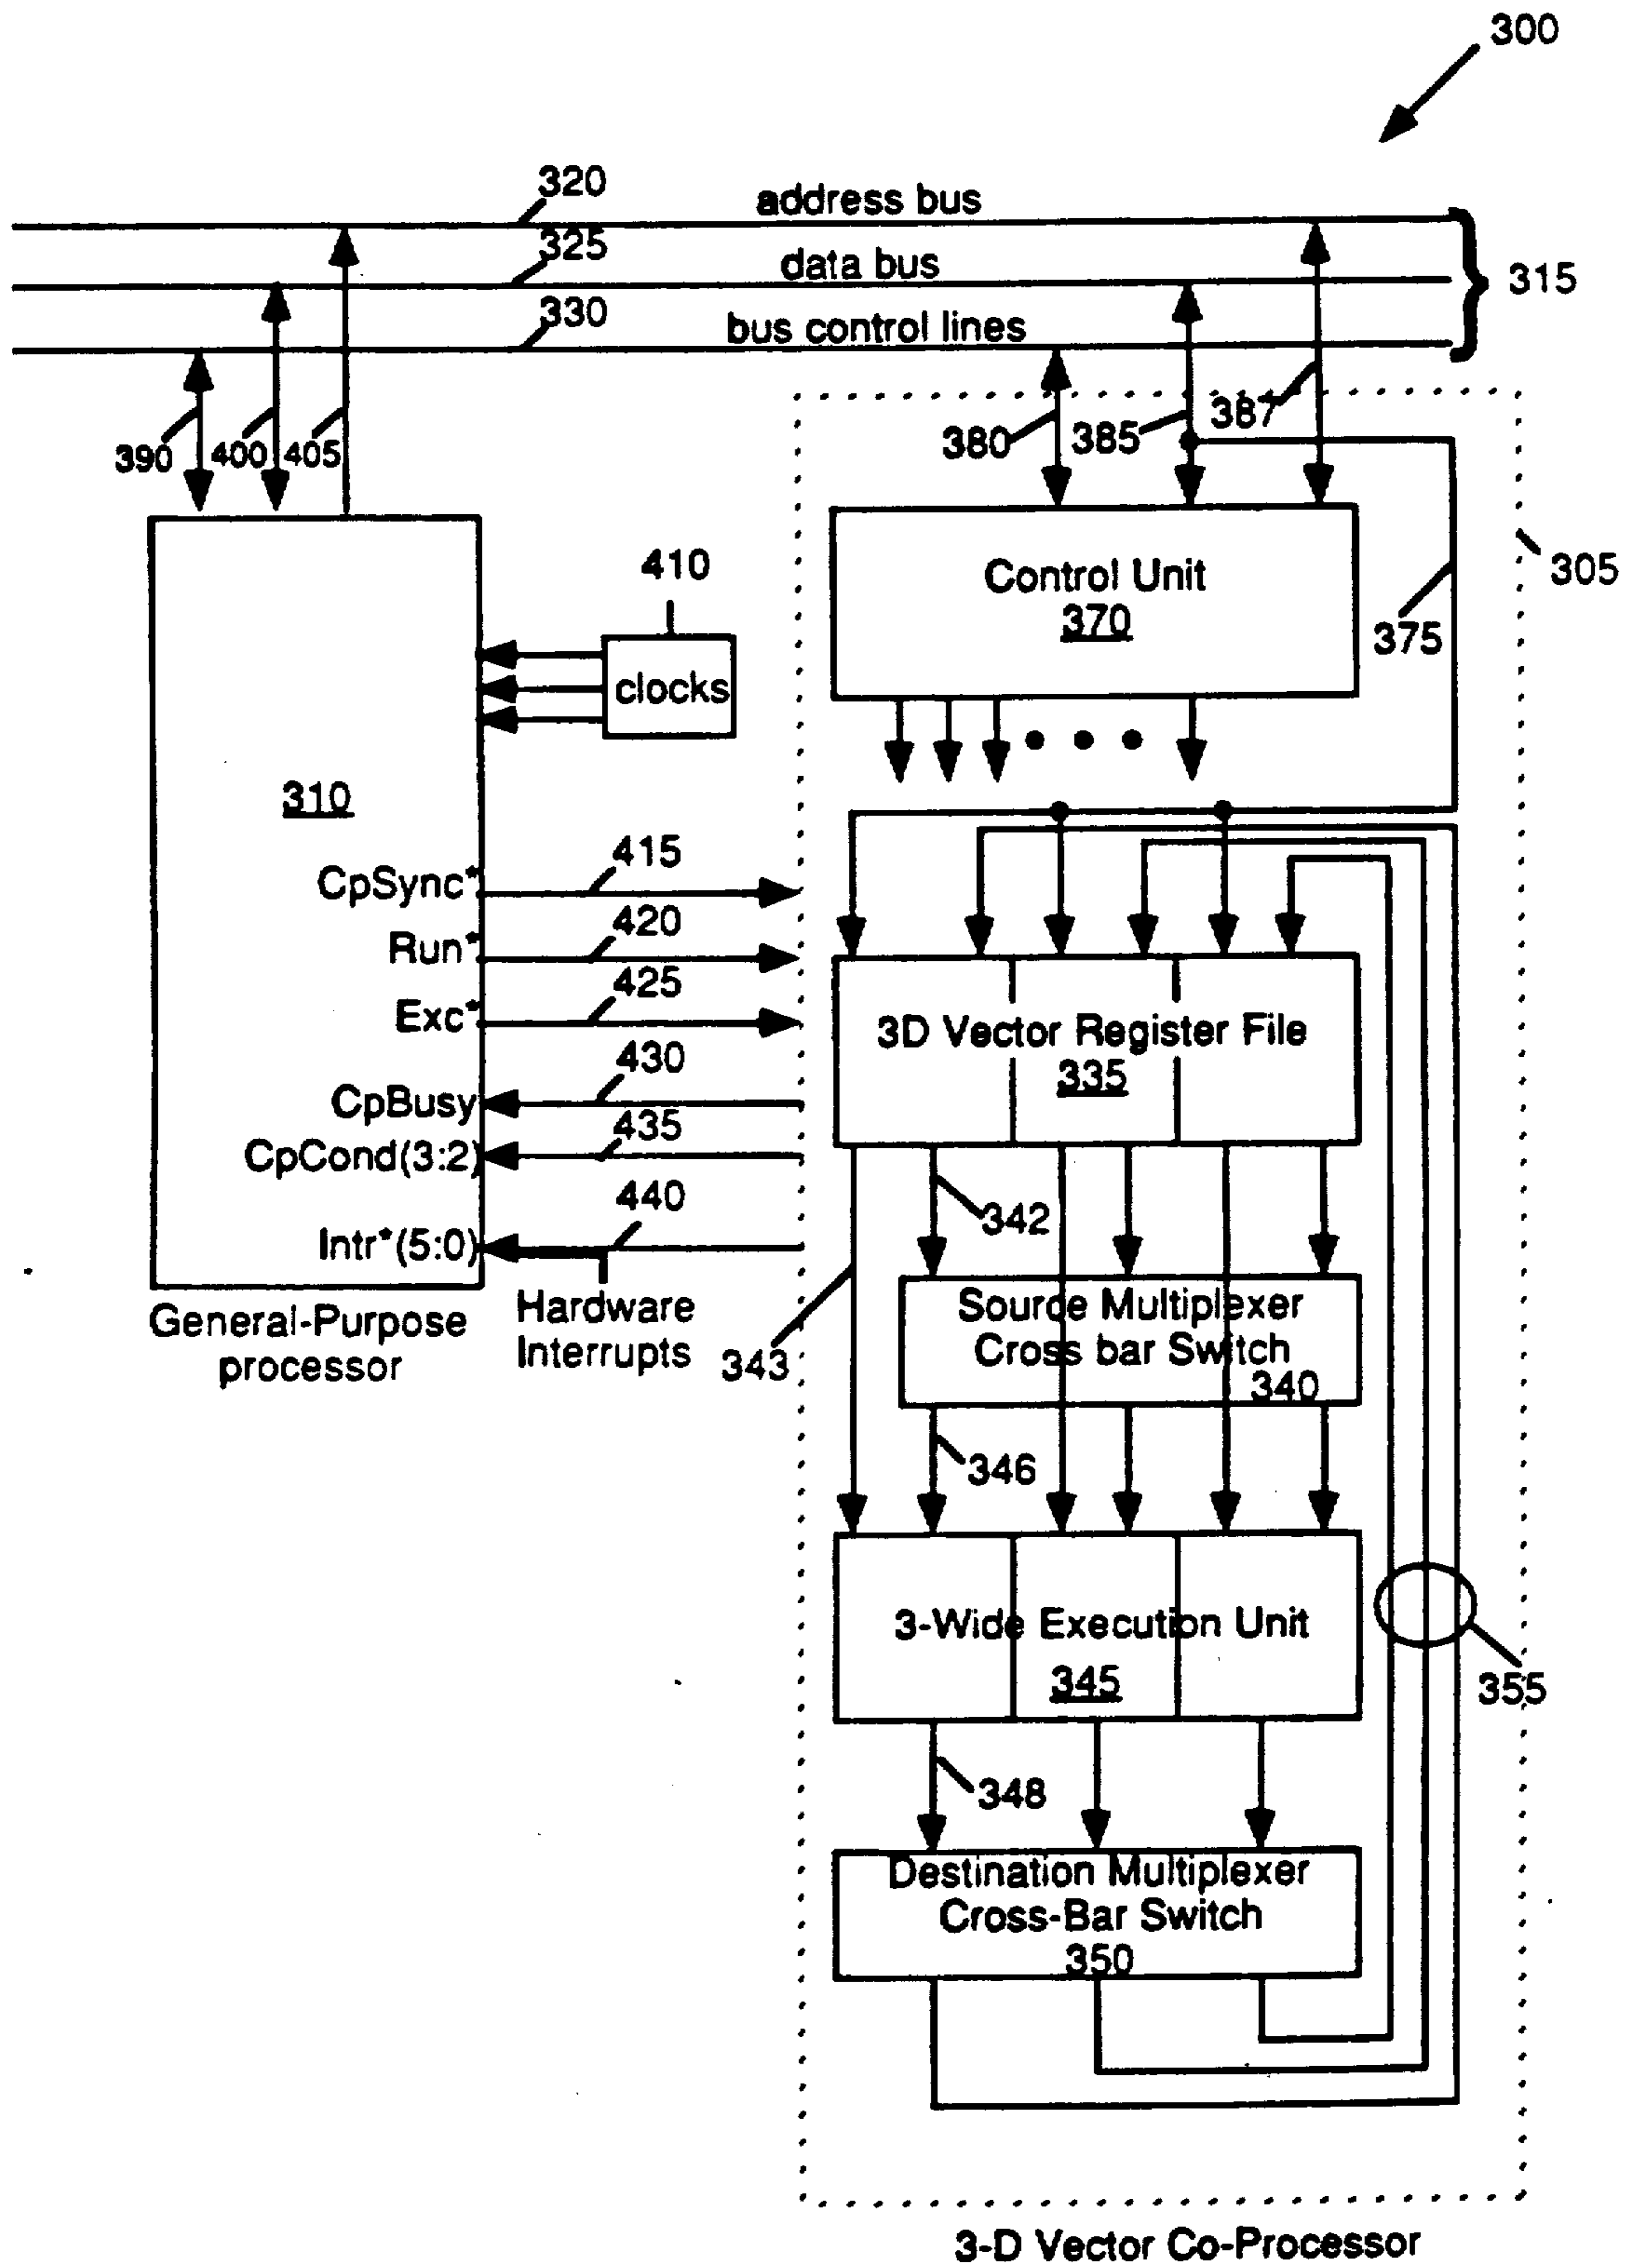 300
320
address bus
325
data bus
315
330
bus control lines
390
400
405
380
385
387
410
clocks
Control Unit
370
305
375
310
CpSync*
415
Run*
420
Exc*
425
CpBusy
430
CpCond(3:2)
435
Intr*(5:0)
440
General-Purpose
processor
Hardware
Interrupts
3D Vector Register File
335
342
343
Source Multiplexer
Cross bar Switch
340
346
3-Wide Execution Unit
345
355
348
Destination Multiplexer
Cross-Bar Switch
350
3-D Vector Co-Processor